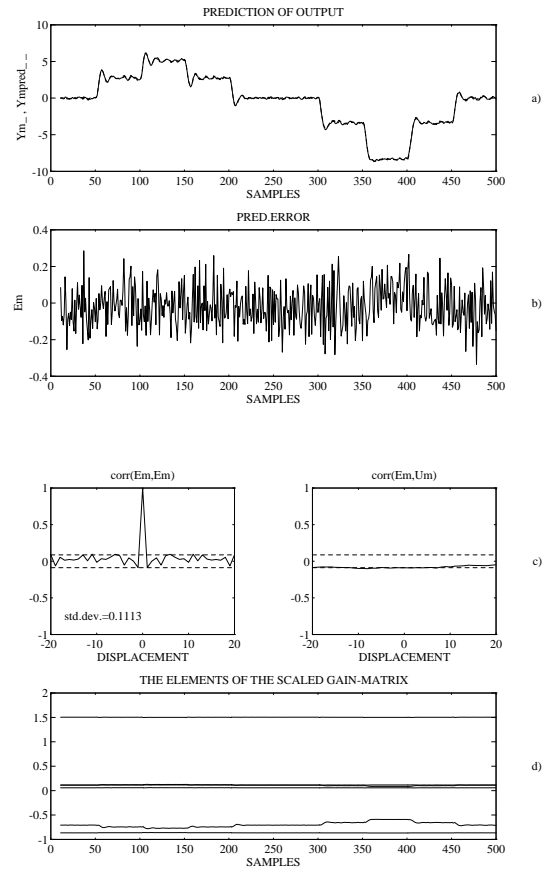 PREDICTION OF OUTPUT
10
5
0
-5
-10
Ym_ , Ympred_ _
0 50 100 150 200 250 300 350 400 450 500
SAMPLES
a)
PRED.ERROR
0.4
0.2
0
-0.2
-0.4
Em
0 50 100 150 200 250 300 350 400 450 500
SAMPLES
b)
corr(Em,Em)
1
0.5
0
-0.5
-1
std.dev.=0.1113
-20 -10 0 10 20
DISPLACEMENT
corr(Em,Um)
1
0.5
0
-0.5
-1
-20 -10 0 10 20
DISPLACEMENT
c)
THE ELEMENTS OF THE SCALED GAIN-MATRIX
2
1.5
1
0.5
0
-0.5
-1
0 50 100 150 200 250 300 350 400 450 500
SAMPLES
d)